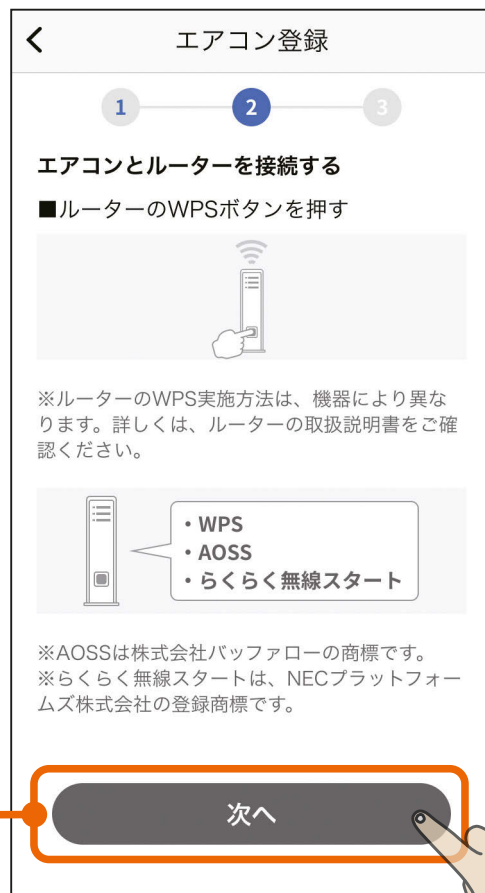 エアコン登録
1 2 3
エアコンとルーターを接続する
■ルーターのWPSボタンを押す
※ルーターのWPS実施方法は、機器により異な
ります。詳しくは、ルーターの取扱説明書をご確
認ください。
・WPS
・AOSS
・らくらく無線スタート
※AOSSは株式会社バッファローの商標です。
※らくらく無線スタートは、NECプラットフォー
ムズ株式会社の登録商標です。
次へ